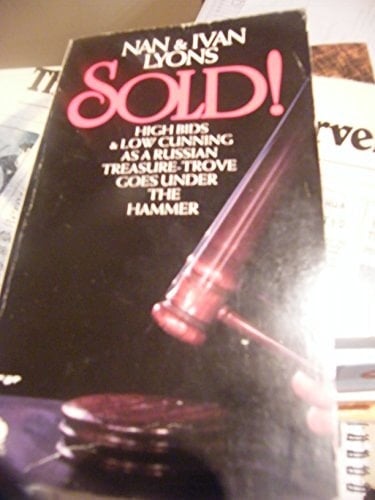 NAN & IVAN
LYONS
SOLD!
HIGH BIDS
& LOW CUNNING
AS A RUSSIAN
TREASURE-TROVE
GOES UNDER
THE
HAMMER